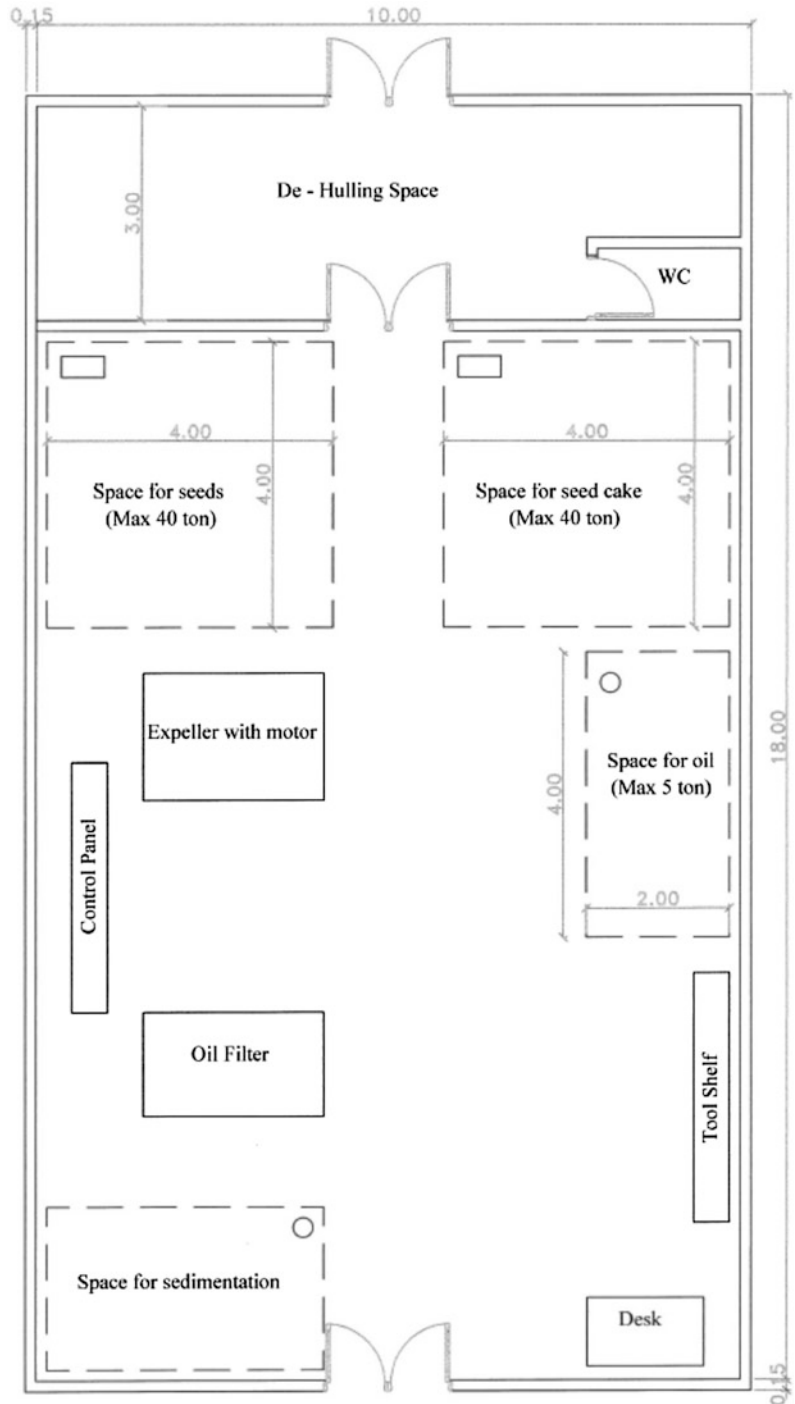 0.15
10.00
De - Hulling Space
3.00
WC
4.00
4.00
4.00
4.00
Space for seeds
(Max 40 ton)
Space for seed cake
(Max 40 ton)
Expeller with motor
Space for oil
(Max 5 ton)
18.00
4.00
Control Panel
2.00
Oil Filter
Tool Shelf
Space for sedimentation
Desk
0.15